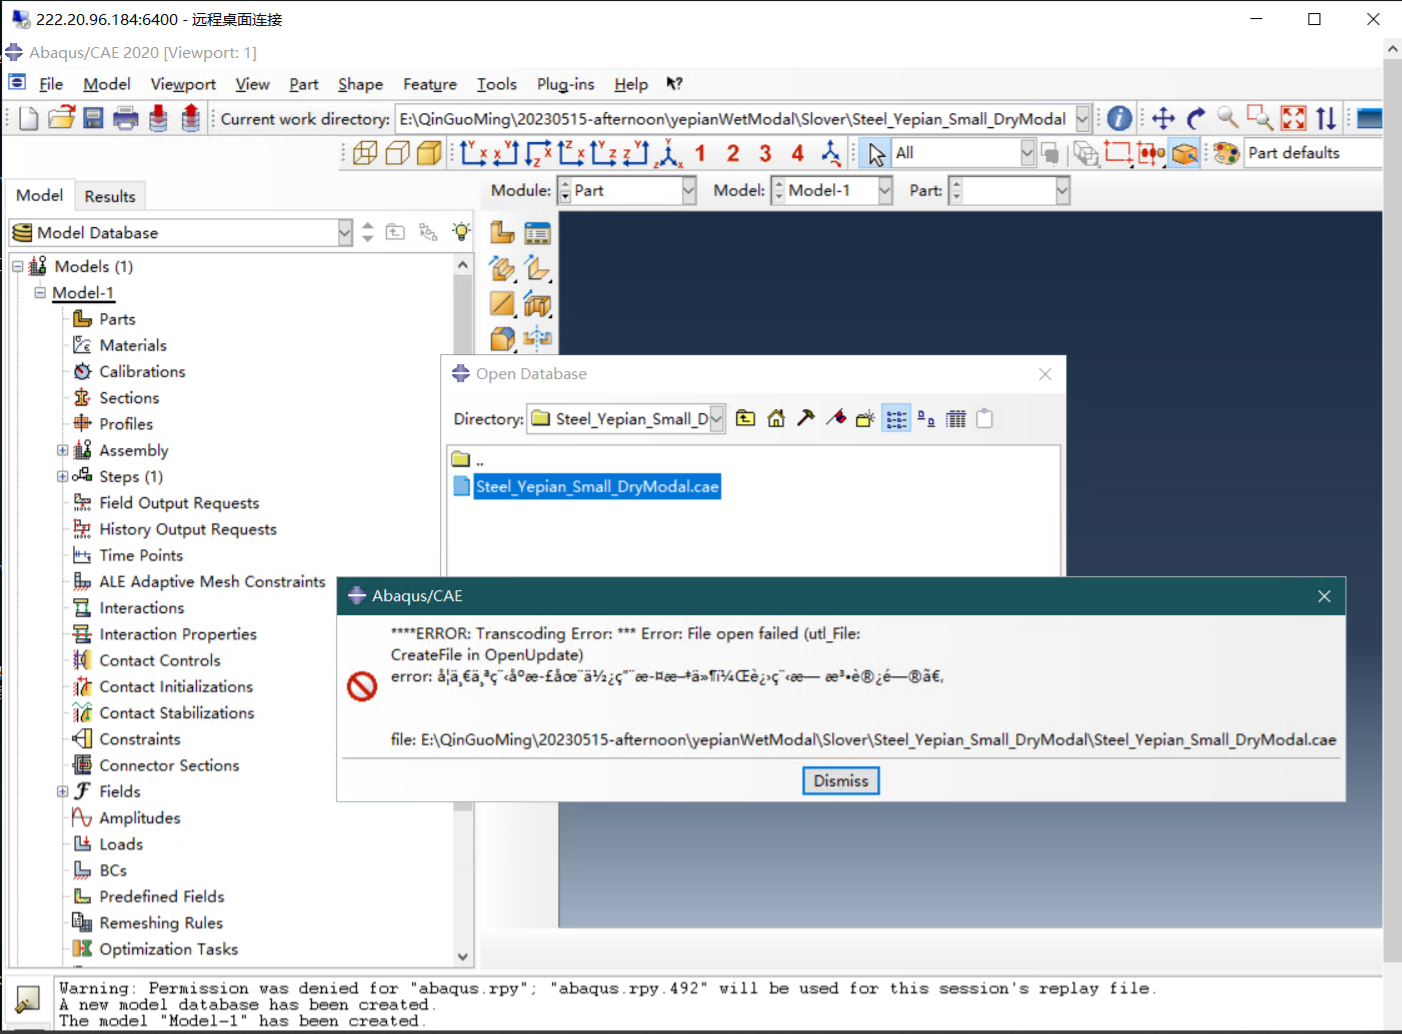 222.20.96.184:6400 - 远程桌面连接
Abaqus/CAE 2020 [Viewport: 1]
File Model Viewport View Part Shape Feature Tools Plug-ins Help
Current work directory: E:\QinGuoMing\20230515-afternoon\yepianWetModal\Slover\Steel_Yepian_Small_DryModal
1 2 3 4 All Part defaults
Model Results
Module: Part Model: Model-1 Part:
Model Database
Models (1)
Model-1
Parts
Materials
Calibrations
Sections
Profiles
Assembly
Steps (1)
Field Output Requests
History Output Requests
Time Points
ALE Adaptive Mesh Constraints
Interactions
Interaction Properties
Contact Controls
Contact Initializations
Contact Stabilizations
Constraints
Connector Sections
Fields
Amplitudes
Loads
BCs
Predefined Fields
Remeshing Rules
Optimization Tasks
Open Database
Directory: Steel_Yepian_Small_D
..
Steel_Yepian_Small_DryModal.cae
Abaqus/CAE
****ERROR: Transcoding Error: *** Error: File open failed (utl_File:
CreateFile in OpenUpdate)
error:
file: E:\QinGuoMing\20230515-afternoon\yepianWetModal\Slover\Steel_Yepian_Small_DryModal\Steel_Yepian_Small_DryModal.cae
Dismiss
Warning: Permission was denied for "abaqus.rpy"; "abaqus.rpy.492" will be used for this session's replay file.
A new model database has been created.
The model "Model-1" has been created.